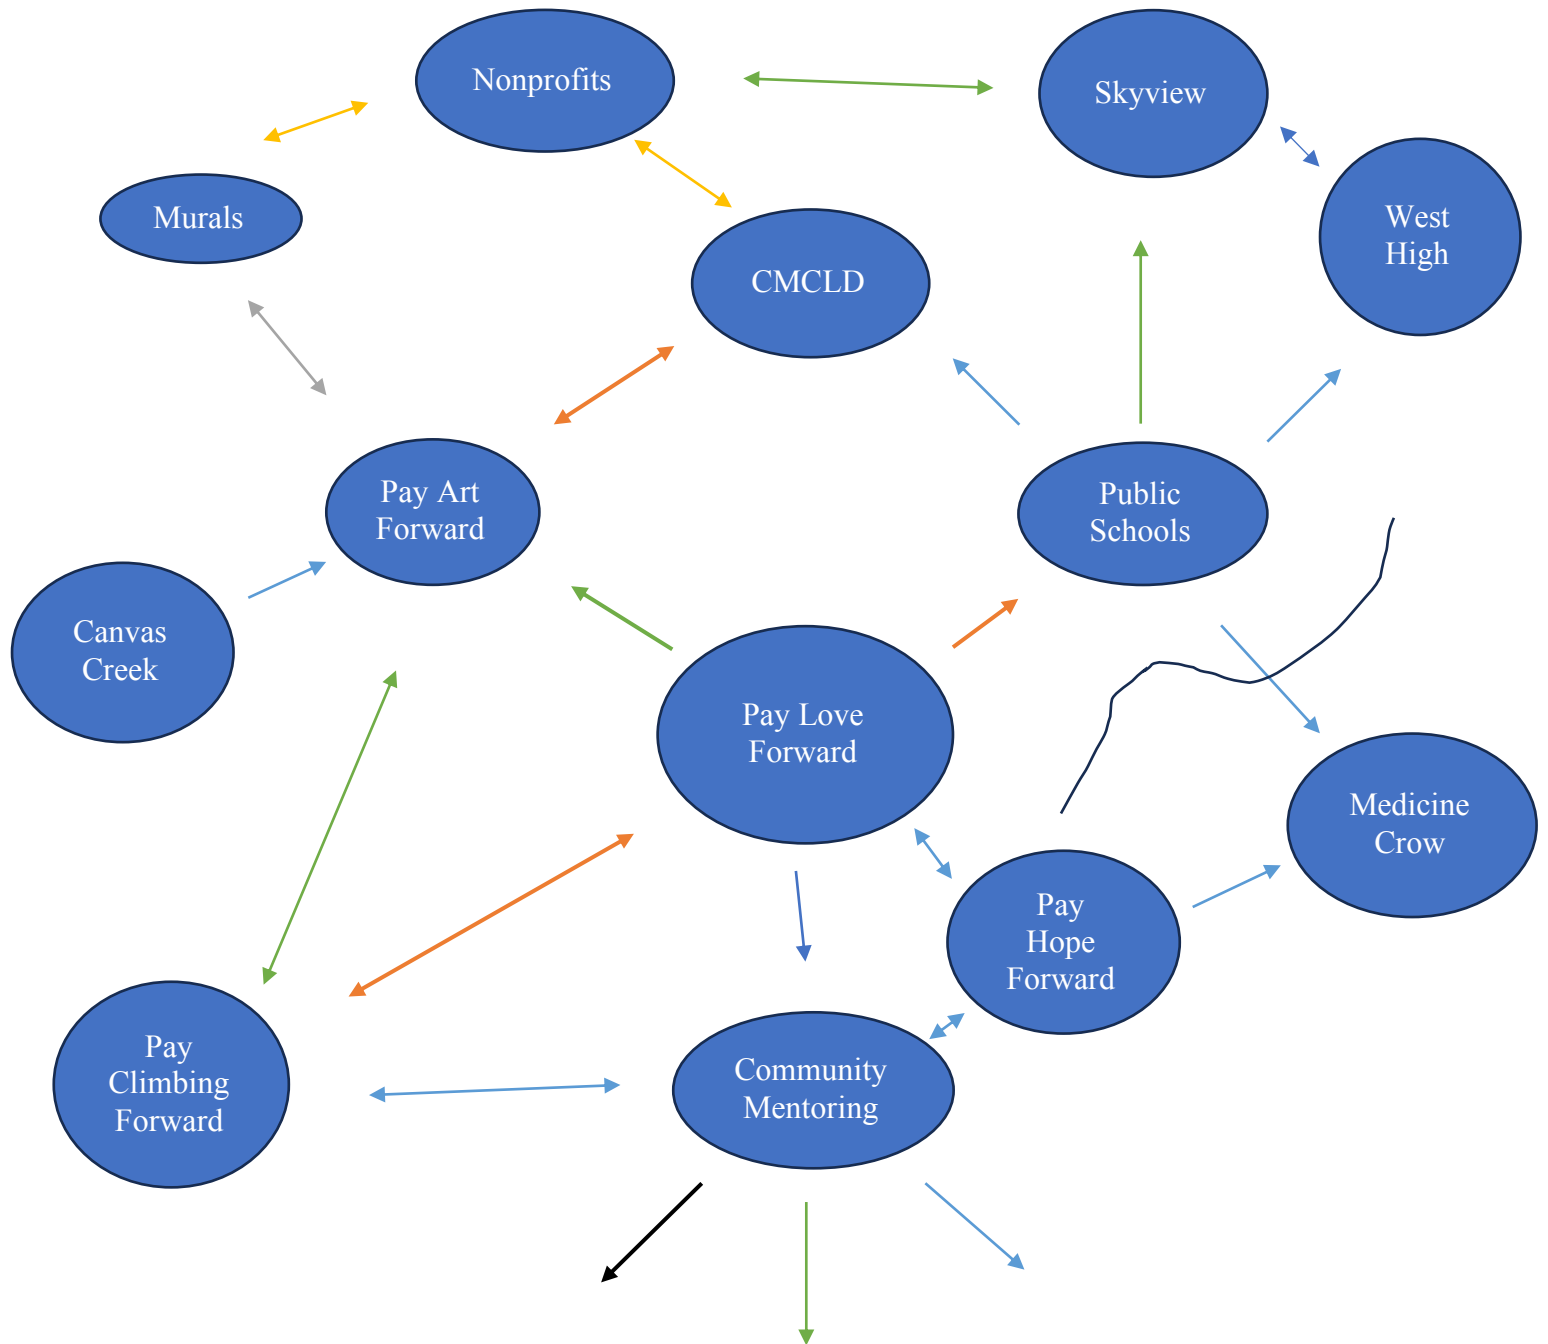 Nonprofits
Skyview
Murals
West
High
CMCLD
Pay Art
Forward
Public
Schools
Canvas
Creek
Pay Love
Forward
Medicine
Crow
Pay
Hope
Forward
Pay
Climbing
Forward
Community
Mentoring